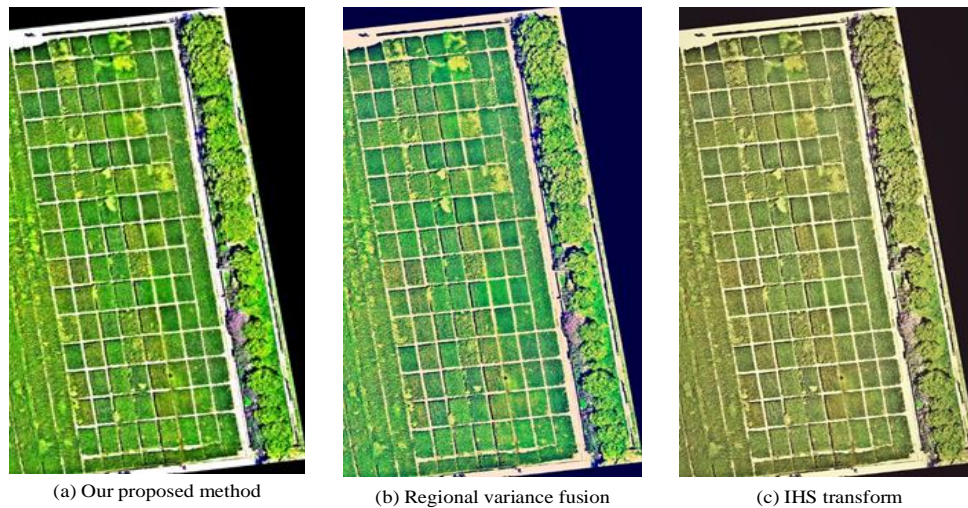 (a) Our proposed method
(b) Regional variance fusion
(c) IHS transform